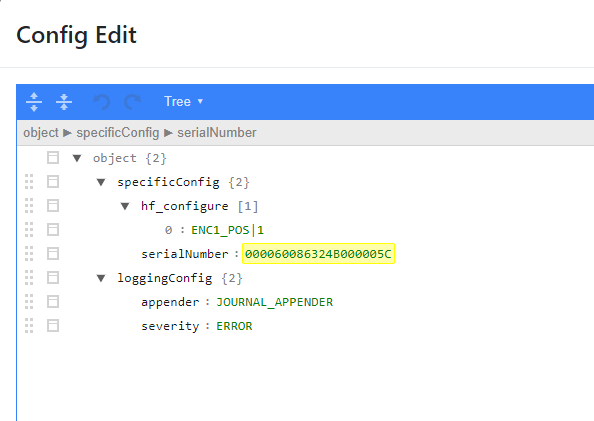 Config Edit
Tree ▼
object ► specificConfig ► serialNumber
object {2}
specificConfig {2}
hf_configure [1]
0 : ENC1_POS|1
serialNumber : 000060086324B000005C
loggingConfig {2}
appender : JOURNAL_APPENDER
severity : ERROR